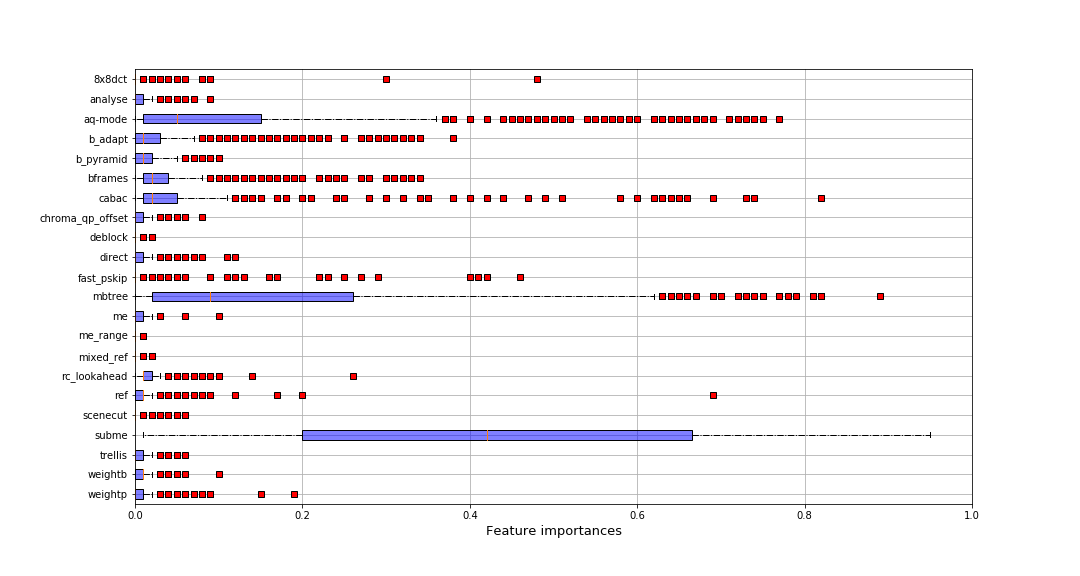 8x8dct
analyse
aq-mode
b_adapt
b_pyramid
bframes
cabac
chroma_qp_offset
deblock
direct
fast_pskip
mbtree
me
me_range
mixed_ref
rc_lookahead
ref
scenecut
subme
trellis
weightb
weightp
0.0 0.2 0.4 0.6 0.8 1.0
Feature importances